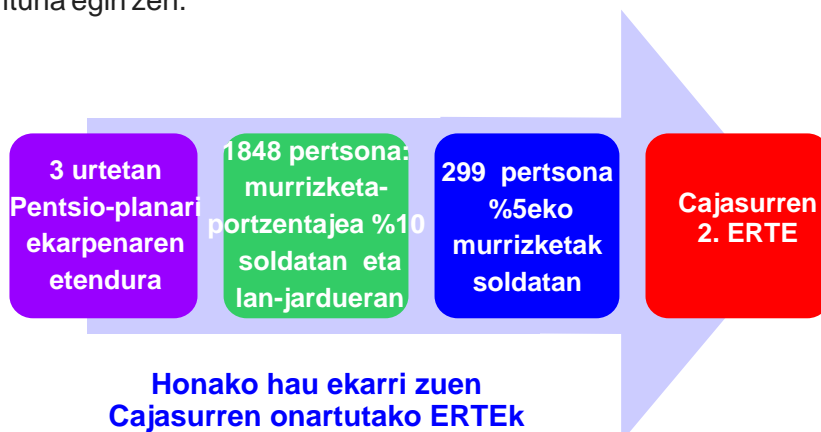 egin zen.
3 urtetan
Pentsio-planari
ekarpenaren
etendura
1848 pertsona:
murrizketa-
portzentajea %10
soldatan eta
lan-jardueran
299 pertsona
%5eko
murrizketak
soldatan
Cajasurren
2. ERTE
Honako hau ekarri zuen
Cajasurren onartutako ERTEk